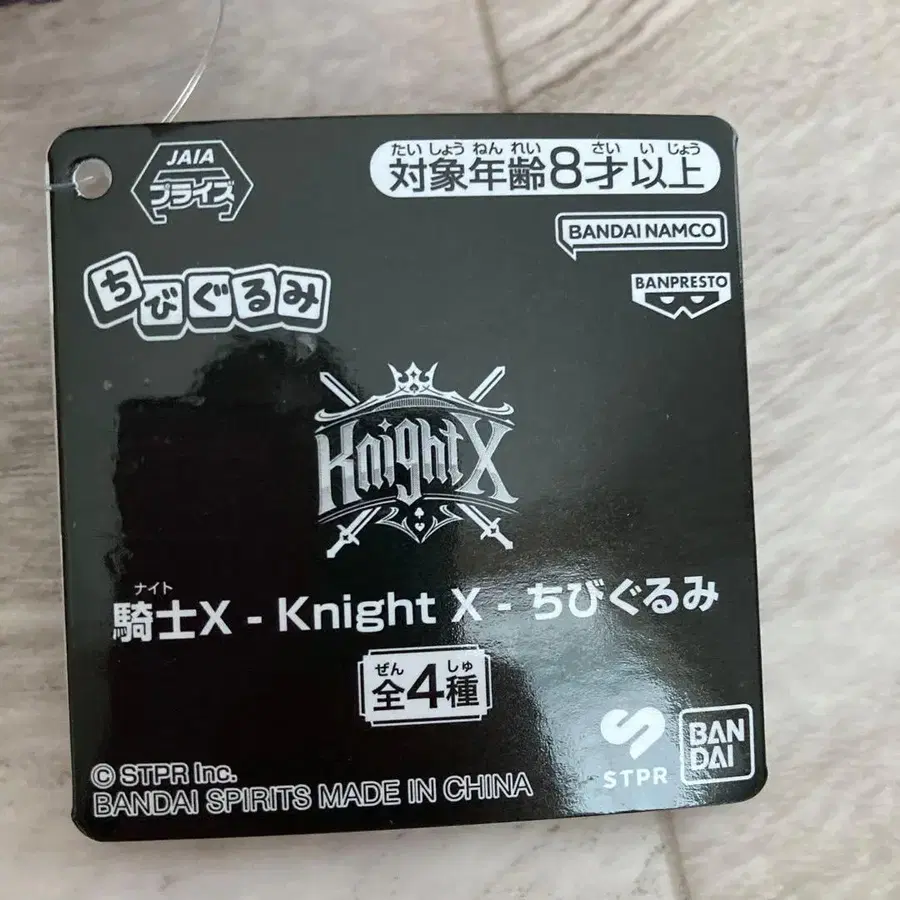 JAIA
プライズ
たいしょうねんれい さい いじょう
対象年齢8才以上
BANDAI NAMCO
ちびぐるみ
BANPRESTO
Knight X
ナイト
騎士X - Knight X - ちびぐるみ
ぜん しゅ
全4種
STPR
BAN
DAI
© STPR Inc.
BANDAI SPIRITS MADE IN CHINA